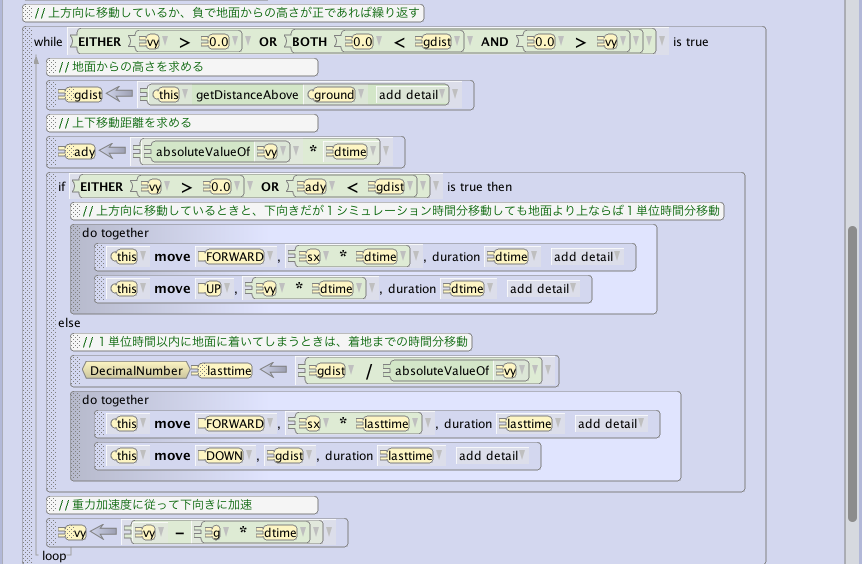 // 上方向に移動しているか、負で地面からの高さが正であれば繰り返す
while EITHER vy > 0.0 OR BOTH 0.0 < gdist AND 0.0 > vy is true
// 地面からの高さを求める
gdist this getDistanceAbove ground add detail
// 上下移動距離を求める
ady absoluteValueOf vy * dtime
if EITHER vy > 0.0 OR ady < gdist is true then
// 上方向に移動しているときと、下向きだが１シミュレーション時間分移動しても地面より上ならば１単位時間分移動
do together
this move FORWARD , sx * dtime , duration dtime add detail
this move UP , vy * dtime , duration dtime add detail
else
// １単位時間以内に地面に着いてしまうときは、着地までの時間分移動
DecimalNumber lasttime gdist / absoluteValueOf vy
do together
this move FORWARD , sx * lasttime , duration lasttime add detail
this move DOWN , gdist , duration lasttime add detail
// 重力加速度に従って下向きに加速
vy vy - g * dtime
loop